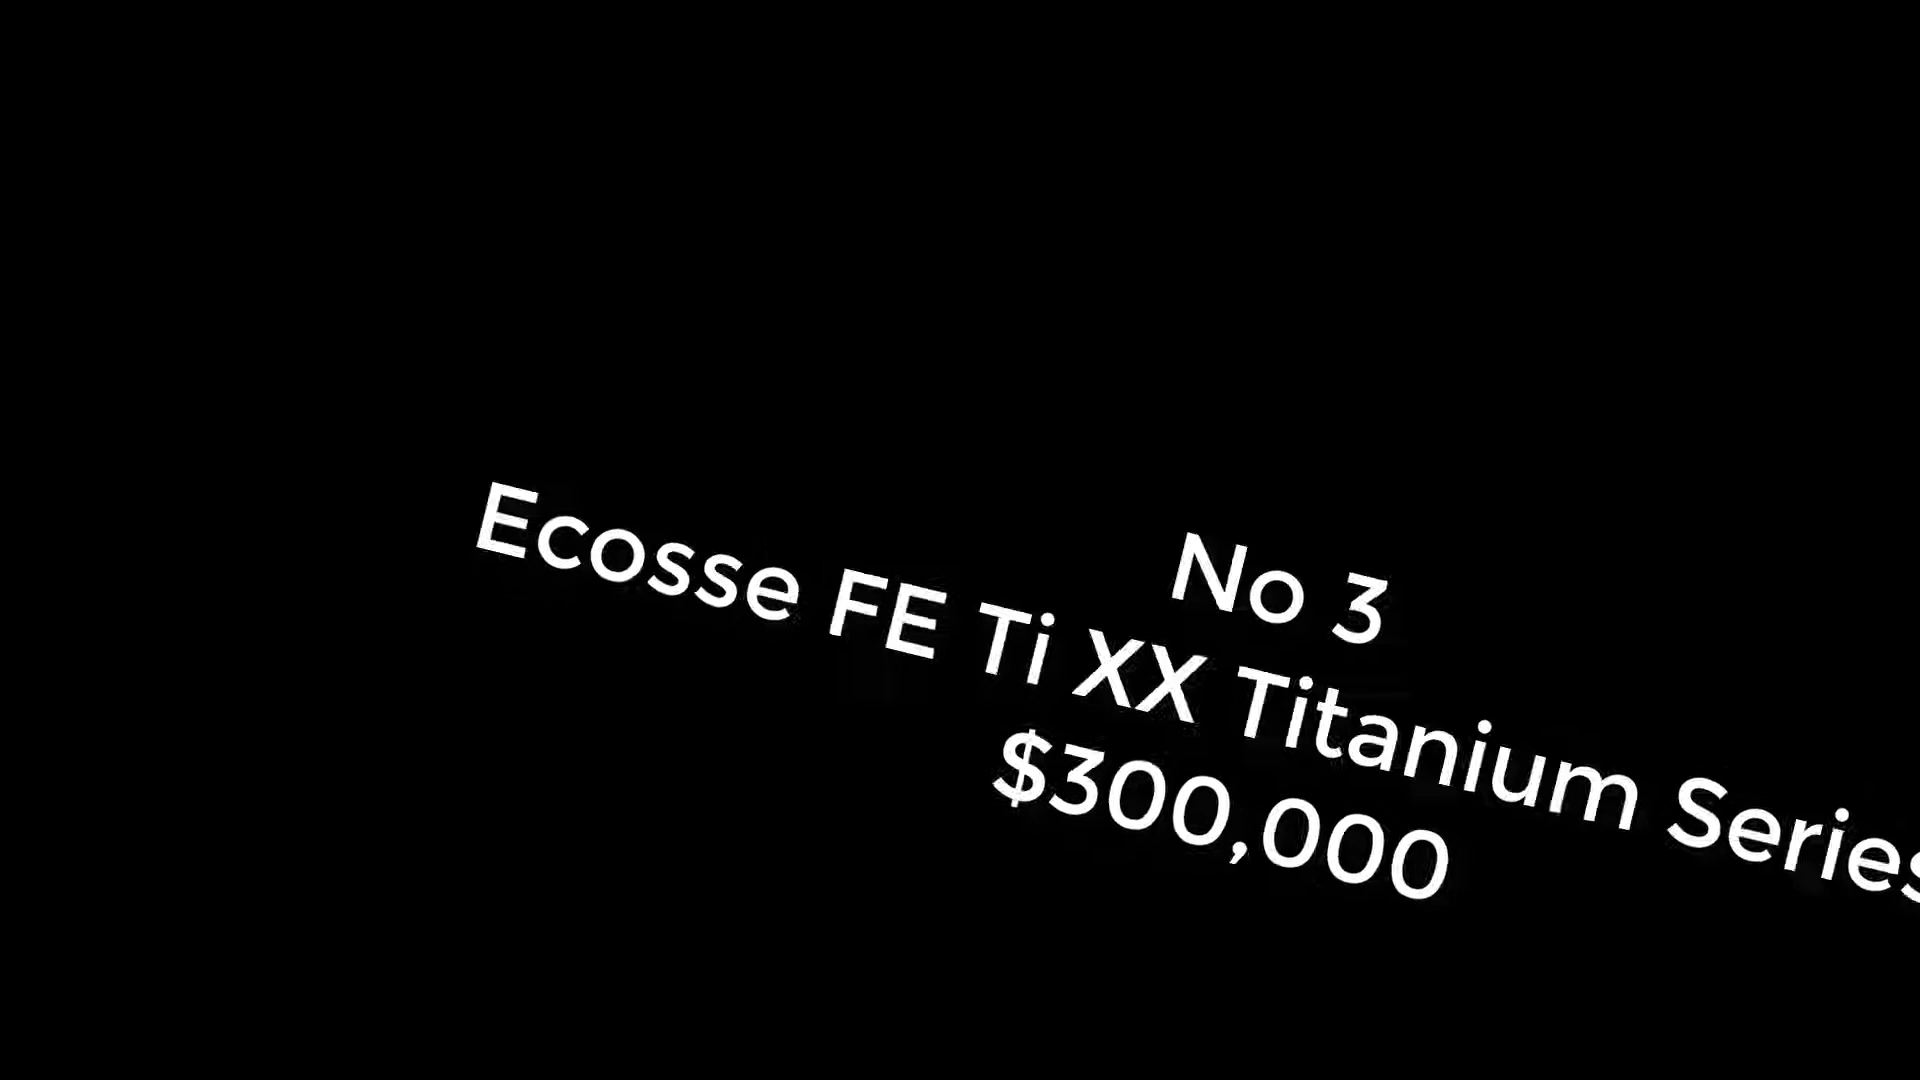 No 3
Ecosse FE Ti XX Titanium Series
$300,000